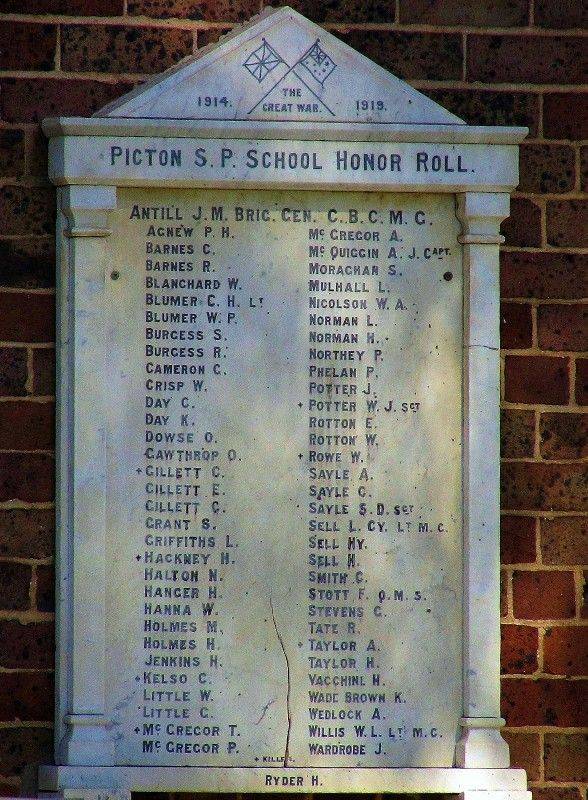 THE
1914. GREAT WAR. 1919.
PICTON S.P. SCHOOL HONOR ROLL.
ANTILL J.M. BRIG. GEN. C.B.C.M.G.
AGNEW P. H.
BARNES C.
BARNES R.
BLANCHARD W.
BLUMER C. H. LT
BLUMER W. P.
BURGESS S.
BURGESS R.
CAMERON C.
CRISP W.
DAY C.
DAY K.
DOWSE O.
CAWTHROP O.
+ GILLETT C.
GILLETT E.
GILLETT G.
GRANT S.
GRIFFITHS L.
+ HACKNEY H.
HALTON N.
HANGER H.
HANNA W.
HOLMES M.
HOLMES H.
JENKINS H.
+ KELSO C.
LITTLE W.
LITTLE G.
+ MCGREGOR T.
MCGREGOR P.
MCGREGOR A.
MCQUIGGIN A. J. CAPT.
MORAGHAN S.
MULHALL L.
NICOLSON W. A.
NORMAN L.
NORMAN H.
NORTHEY P.
PHELAN P.
POTTER J.
+ POTTER W. J. SGT
ROTTON E.
ROTTON W.
+ ROWE W.
SAYLE A.
SAYLE G.
SAYLE S. D. SGT
SELL L. CY. LT M. C.
SELL HY.
SELL H.
SMITH C.
STOTT F. Q. M. S.
STEVENS G.
TATE R.
+ TAYLOR A.
TAYLOR H.
VACCHINI H.
WADE BROWN K.
WEDLOCK A.
WILLIS W. L. LT M. C.
WARDROBE J.
+ KILLED.
RYDER H.